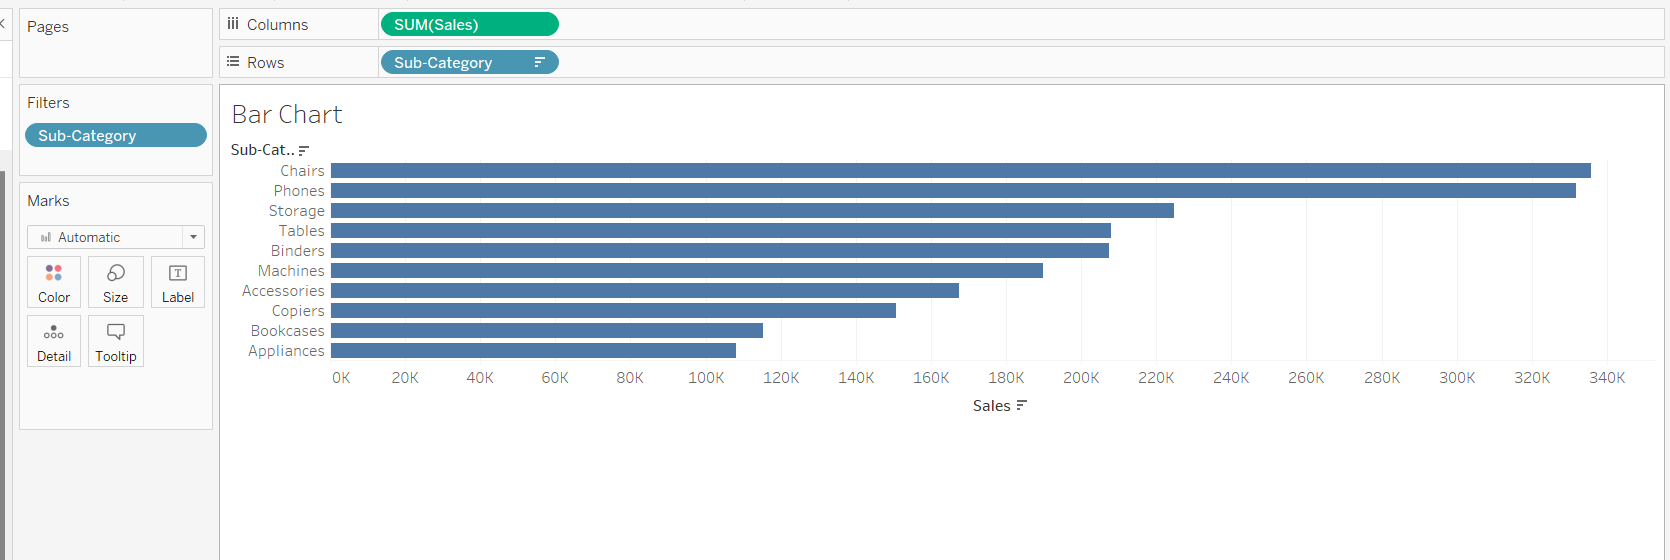 Pages
Columns
SUM(Sales)
Rows
Sub-Category
Filters
Sub-Category
Marks
Automatic
Color
Size
T
Label
Detail
Tooltip
Bar Chart
Sub-Cat..
Chairs
Phones
Storage
Tables
Binders
Machines
Accessories
Copiers
Bookcases
Appliances
0K 20K 40K 60K 80K 100K 120K 140K 160K 180K 200K 220K 240K 260K 280K 300K 320K 340K
Sales